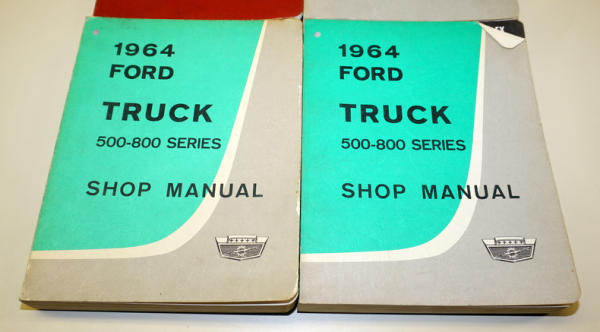 1964
FORD
TRUCK
500-800 SERIES
SHOP MANUAL
1964
FORD
TRUCK
500-800 SERIES
SHOP MANUAL